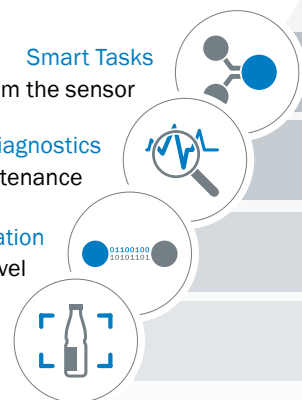 Smart Tasks
m the sensor
iagnostics
tenance
ation
vel
01100100
10101101